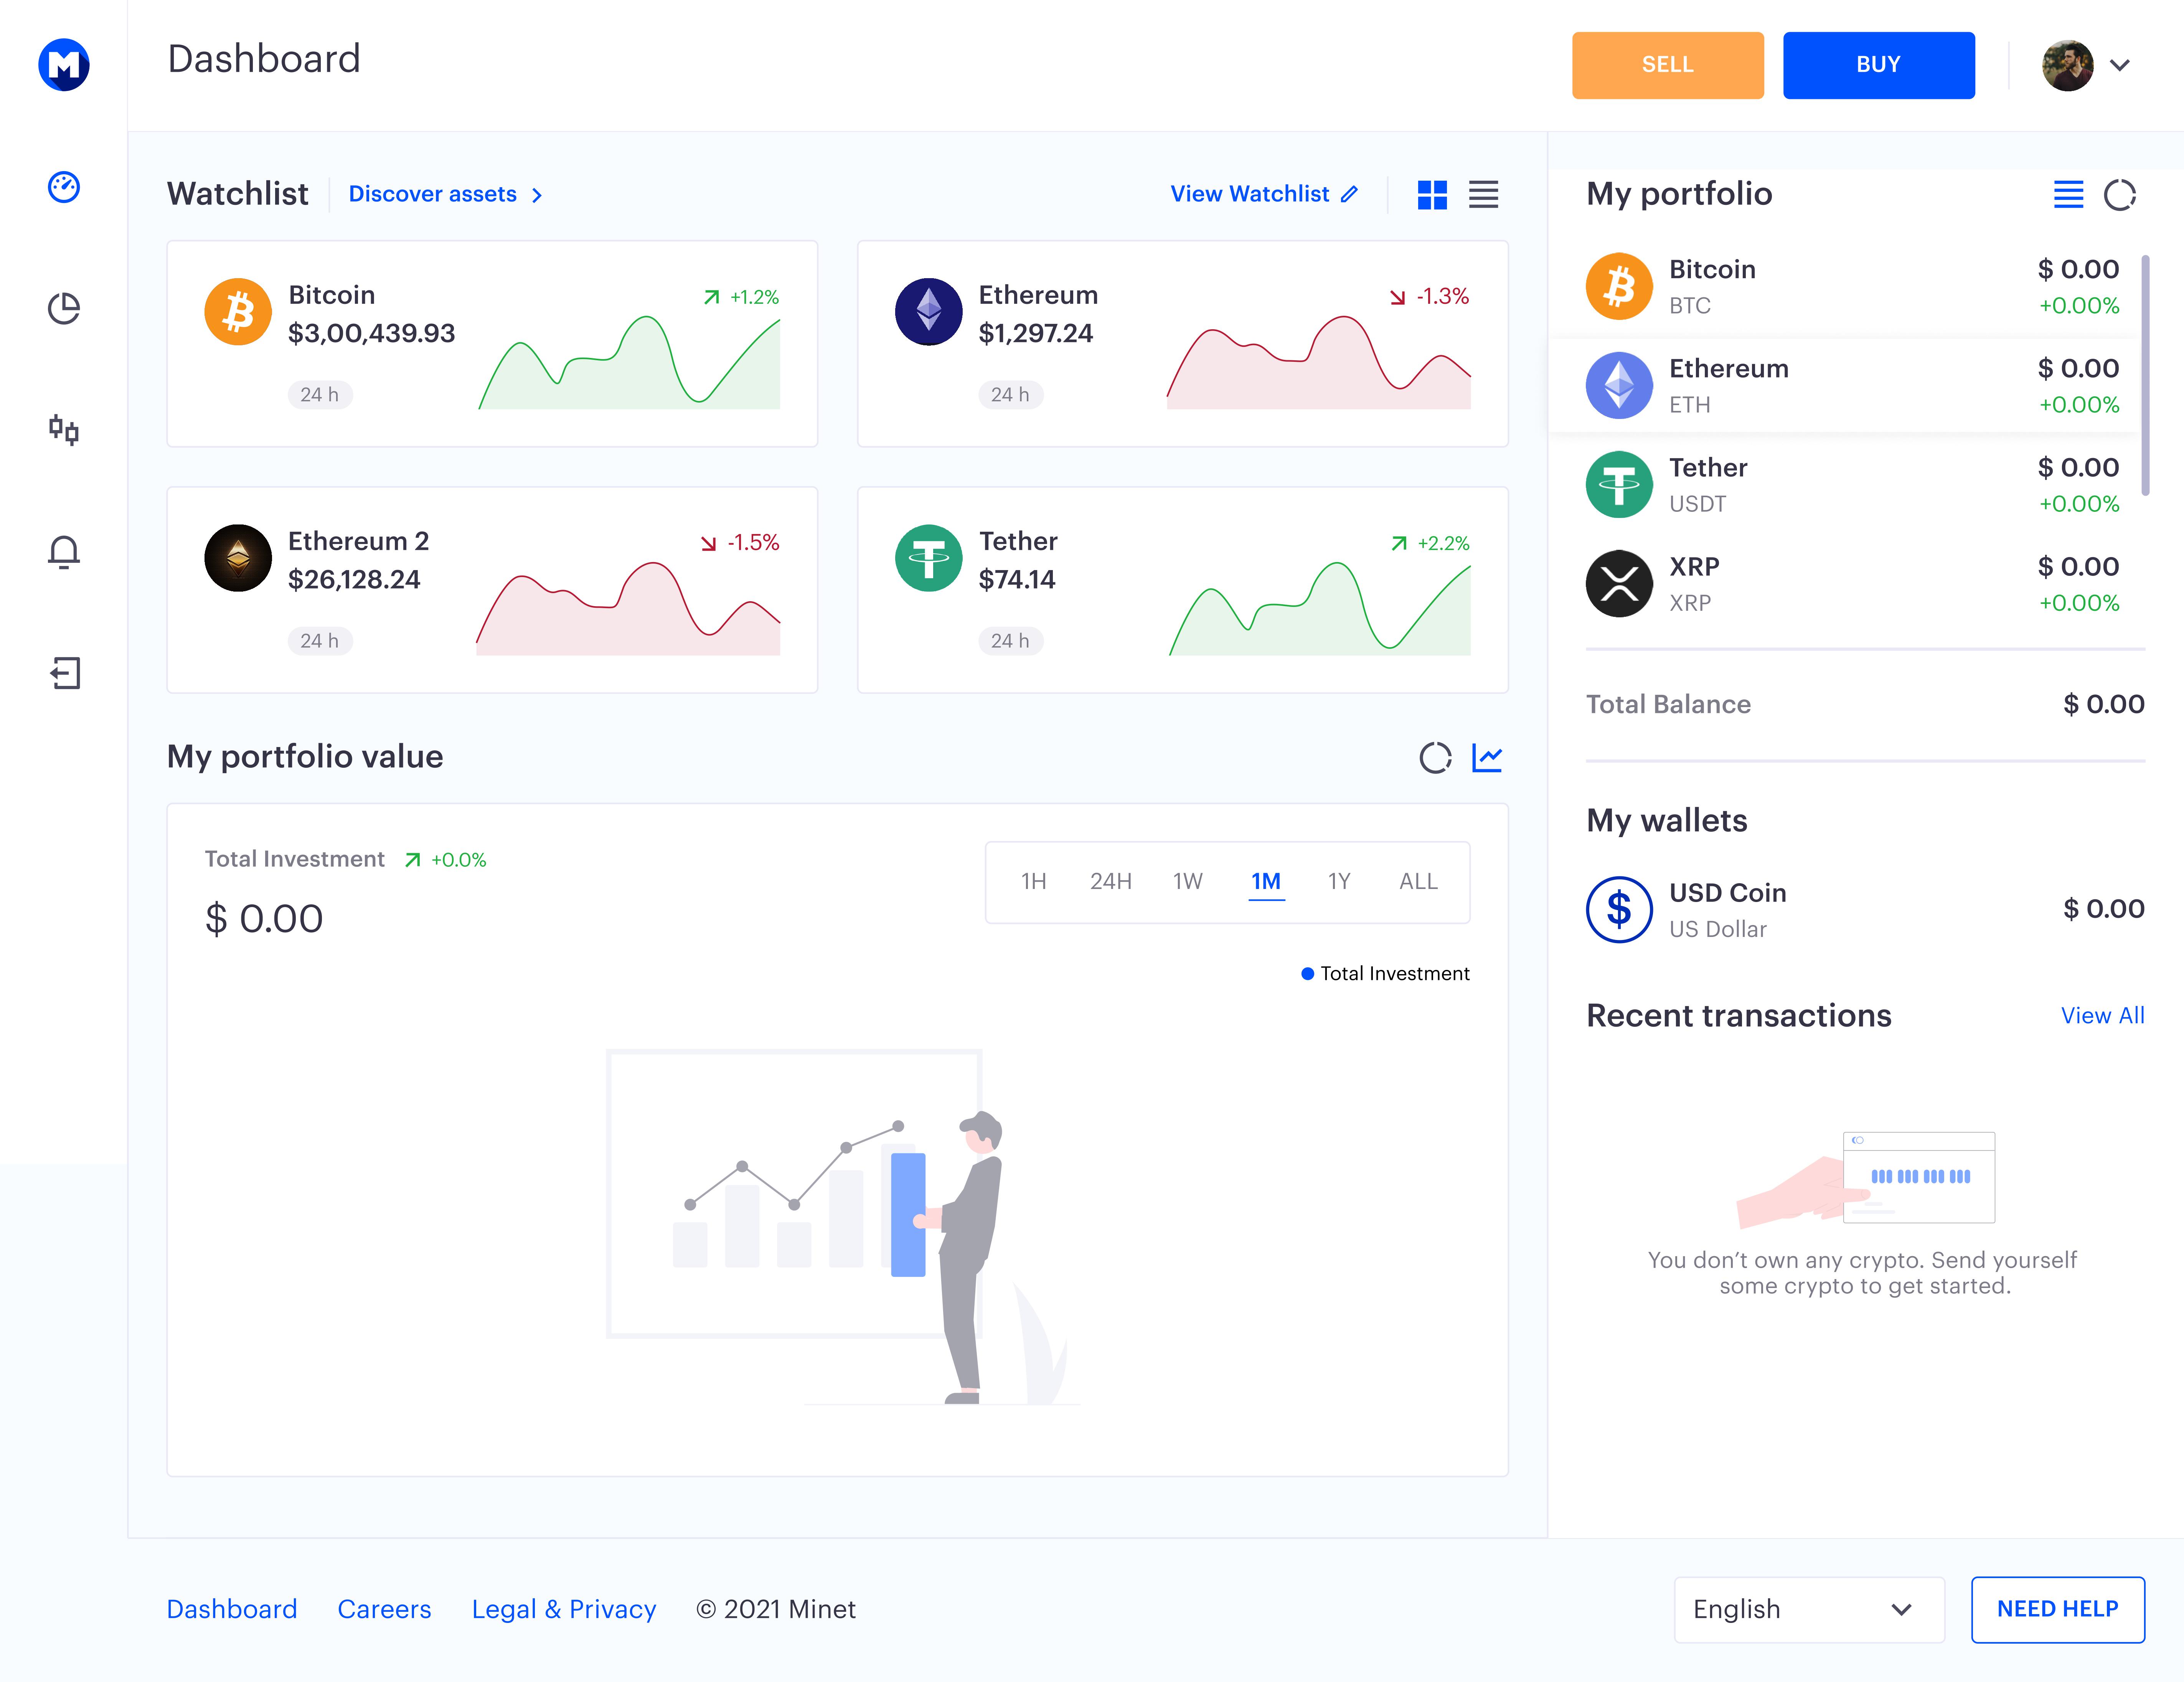 M
Dashboard
SELL
BUY
Watchlist
Discover assets
View Watchlist
Bitcoin
$3,00,439.93
24 h
+1.2%
Ethereum
$1,297.24
24 h
-1.3%
Ethereum 2
$26,128.24
24 h
-1.5%
Tether
$74.14
24 h
+2.2%
My portfolio value
Total Investment
+0.0%
$ 0.00
1H 24H 1W 1M 1Y ALL
Total Investment
My portfolio
Bitcoin $ 0.00
BTC +0.00%
Ethereum $ 0.00
ETH +0.00%
Tether $ 0.00
USDT +0.00%
XRP $ 0.00
XRP +0.00%
Total Balance $ 0.00
My wallets
USD Coin
US Dollar
$ 0.00
Recent transactions View All
You don’t own any crypto. Send yourself
some crypto to get started.
Dashboard Careers Legal & Privacy © 2021 Minet
English
NEED HELP